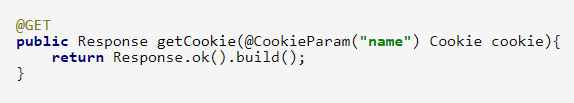 @GET
public Response getCookie(@CookieParam("name") Cookie cookie){
    return Response.ok().build();
}